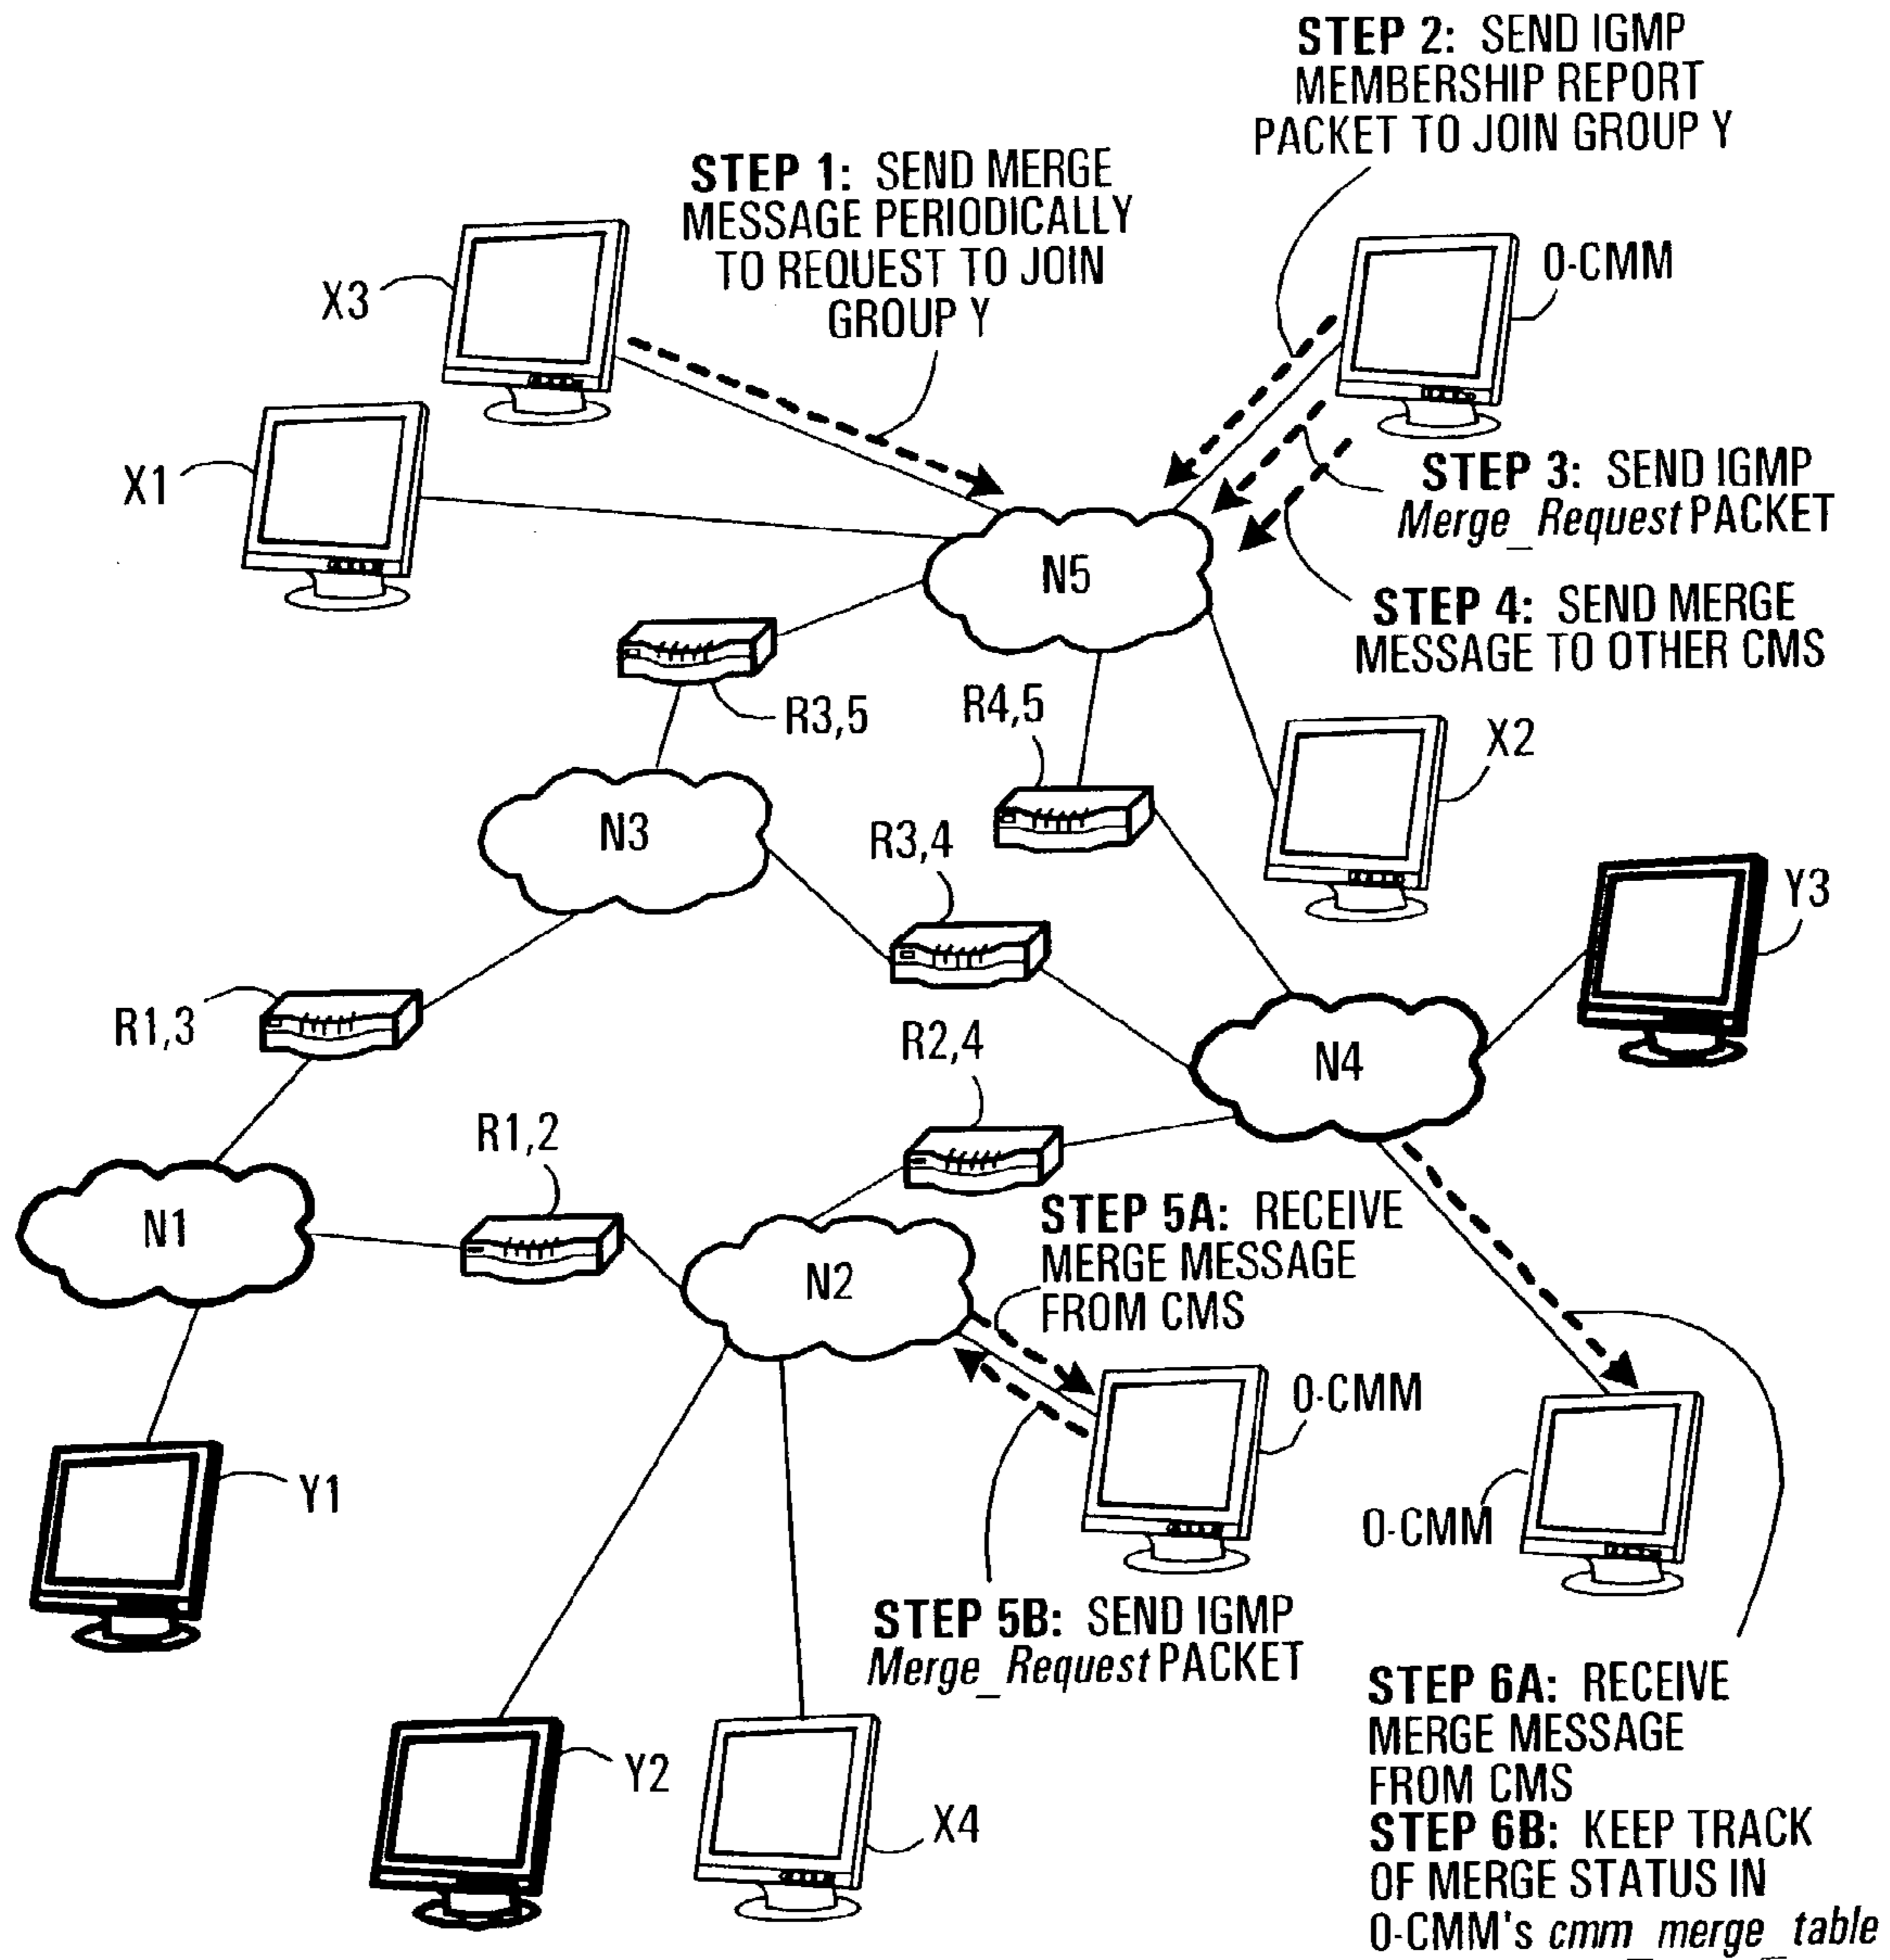 STEP 2: SEND IGMP
MEMBERSHIP REPORT
PACKET TO JOIN GROUP Y
STEP 1: SEND MERGE
MESSAGE PERIODICALLY
TO REQUEST TO JOIN
GROUP Y
X3
0-CMM
X1
STEP 3: SEND IGMP
Merge_Request PACKET
N5
STEP 4: SEND MERGE
MESSAGE TO OTHER CMS
R3,5
R4,5
X2
N3
R3,4
Y3
R1,3
R2,4
N4
R1,2
N1
STEP 5A: RECEIVE
MERGE MESSAGE
FROM CMS
N2
0-CMM
Y1
0-CMM
STEP 5B: SEND IGMP
Merge_Request PACKET
STEP 6A: RECEIVE
MERGE MESSAGE
FROM CMS
Y2
X4
STEP 6B: KEEP TRACK
OF MERGE STATUS IN
0-CMM's cmm_merge_table